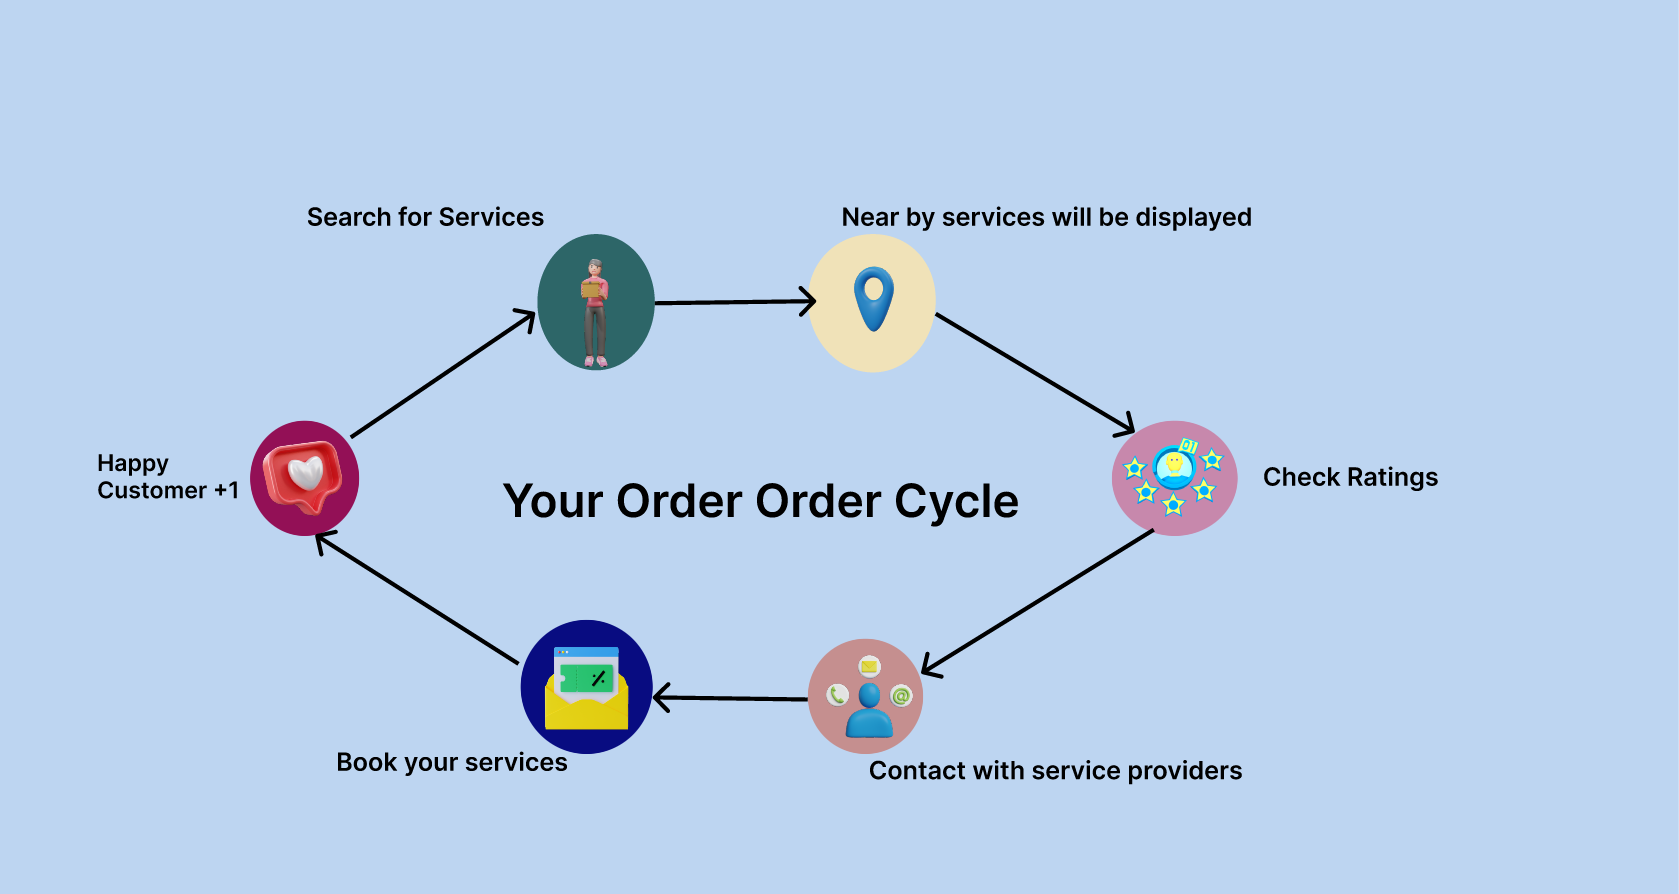 Search for Services
Near by services will be displayed
D1
Happy
Customer +1
Check Ratings
Your Order Order Cycle
Book your services
Contact with service providers